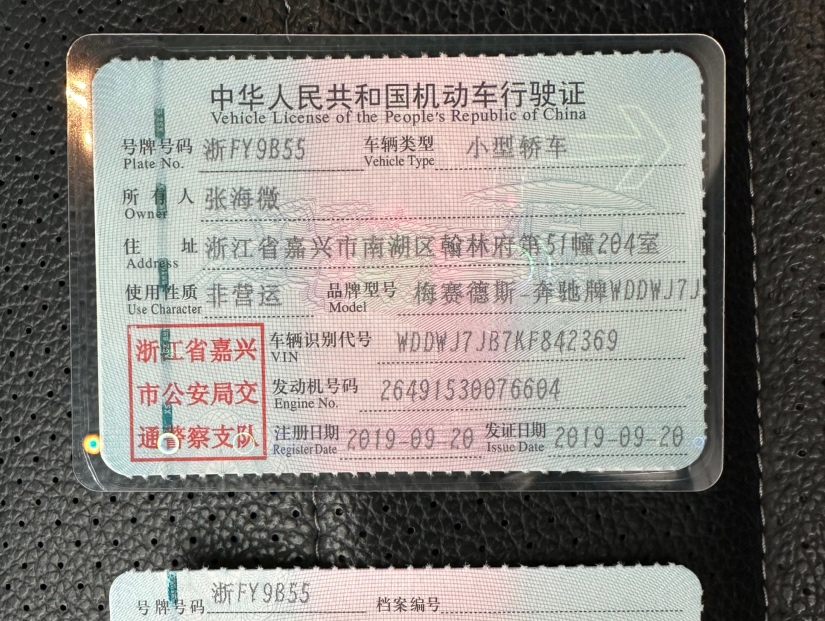 中华人民共和国机动车行驶证
Vehicle License of the People's Republic of China
号牌号码 浙FY9B55 车辆类型 小型轿车
Plate No. Vehicle Type
所有人 张海微
Owner
住址 浙江省嘉兴市南湖区翰林府第51幢204室
Address
使用性质 非营运 品牌型号 梅赛德斯-奔驰牌WDDWJ7J
Use Character Model
浙江省嘉兴
市公安局交
通警察支队
车辆识别代号 WDDWJ7JB7KF842369
VIN
发动机号码 26491530076604
Engine No.
注册日期 2019-09-20 发证日期 2019-09-20
Register Date Issue Date
号牌号码 浙FY9B55 档案编号